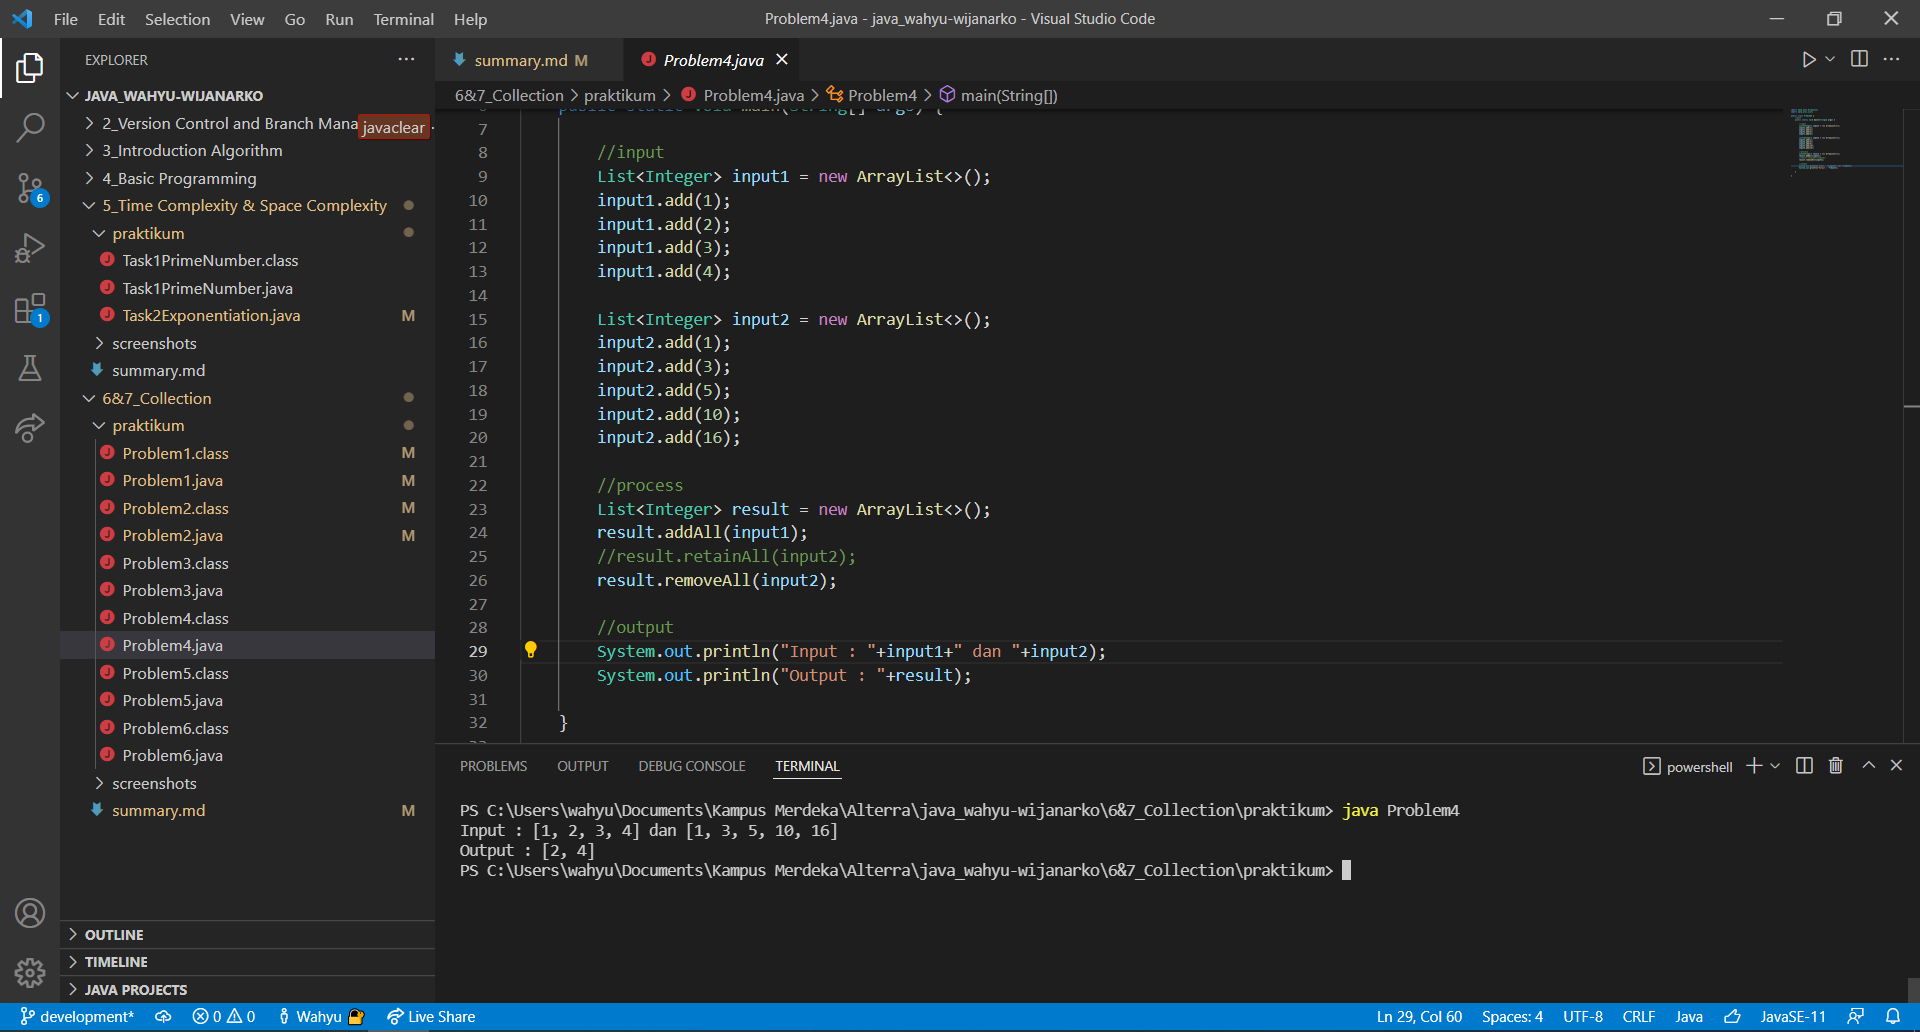 File Edit Selection View Go Run Terminal Help
Problem4.java - java_wahyu-wijanarko - Visual Studio Code
EXPLORER
JAVA_WAHYU-WIJANARKO
2_Version Control and Branch Mana
javaclear
3_Introduction Algorithm
4_Basic Programming
5_Time Complexity & Space Complexity
praktikum
Task1PrimeNumber.class
Task1PrimeNumber.java
Task2Exponentiation.java M
screenshots
summary.md
6&7_Collection
praktikum
Problem1.class M
Problem1.java M
Problem2.class M
Problem2.java M
Problem3.class
Problem3.java
Problem4.class
Problem4.java
Problem5.class
Problem5.java
Problem6.class
Problem6.java
screenshots
summary.md M
OUTLINE
TIMELINE
JAVA PROJECTS
6
1
summary.md M
Problem4.java
6&7_Collection > praktikum > Problem4.java > Problem4 > main(String[])
7
8 //input
9 List<Integer> input1 = new ArrayList<>();
10 input1.add(1);
11 input1.add(2);
12 input1.add(3);
13 input1.add(4);
14
15 List<Integer> input2 = new ArrayList<>();
16 input2.add(1);
17 input2.add(3);
18 input2.add(5);
19 input2.add(10);
20 input2.add(16);
21
22 //process
23 List<Integer> result = new ArrayList<>();
24 result.addAll(input1);
25 //result.retainAll(input2);
26 result.removeAll(input2);
27
28 //output
29 System.out.println("Input : "+input1+" dan "+input2);
30 System.out.println("Output : "+result);
31
32 }
PROBLEMS OUTPUT DEBUG CONSOLE TERMINAL
powershell
PS C:\Users\wahyu\Documents\Kampus Merdeka\Alterra\java_wahyu-wijanarko\6&7_Collection\praktikum> java Problem4
Input : [1, 2, 3, 4] dan [1, 3, 5, 10, 16]
Output : [2, 4]
PS C:\Users\wahyu\Documents\Kampus Merdeka\Alterra\java_wahyu-wijanarko\6&7_Collection\praktikum>
development* 0 0 Wahyu Live Share
Ln 29, Col 60 Spaces: 4 UTF-8 CRLF Java JavaSE-11